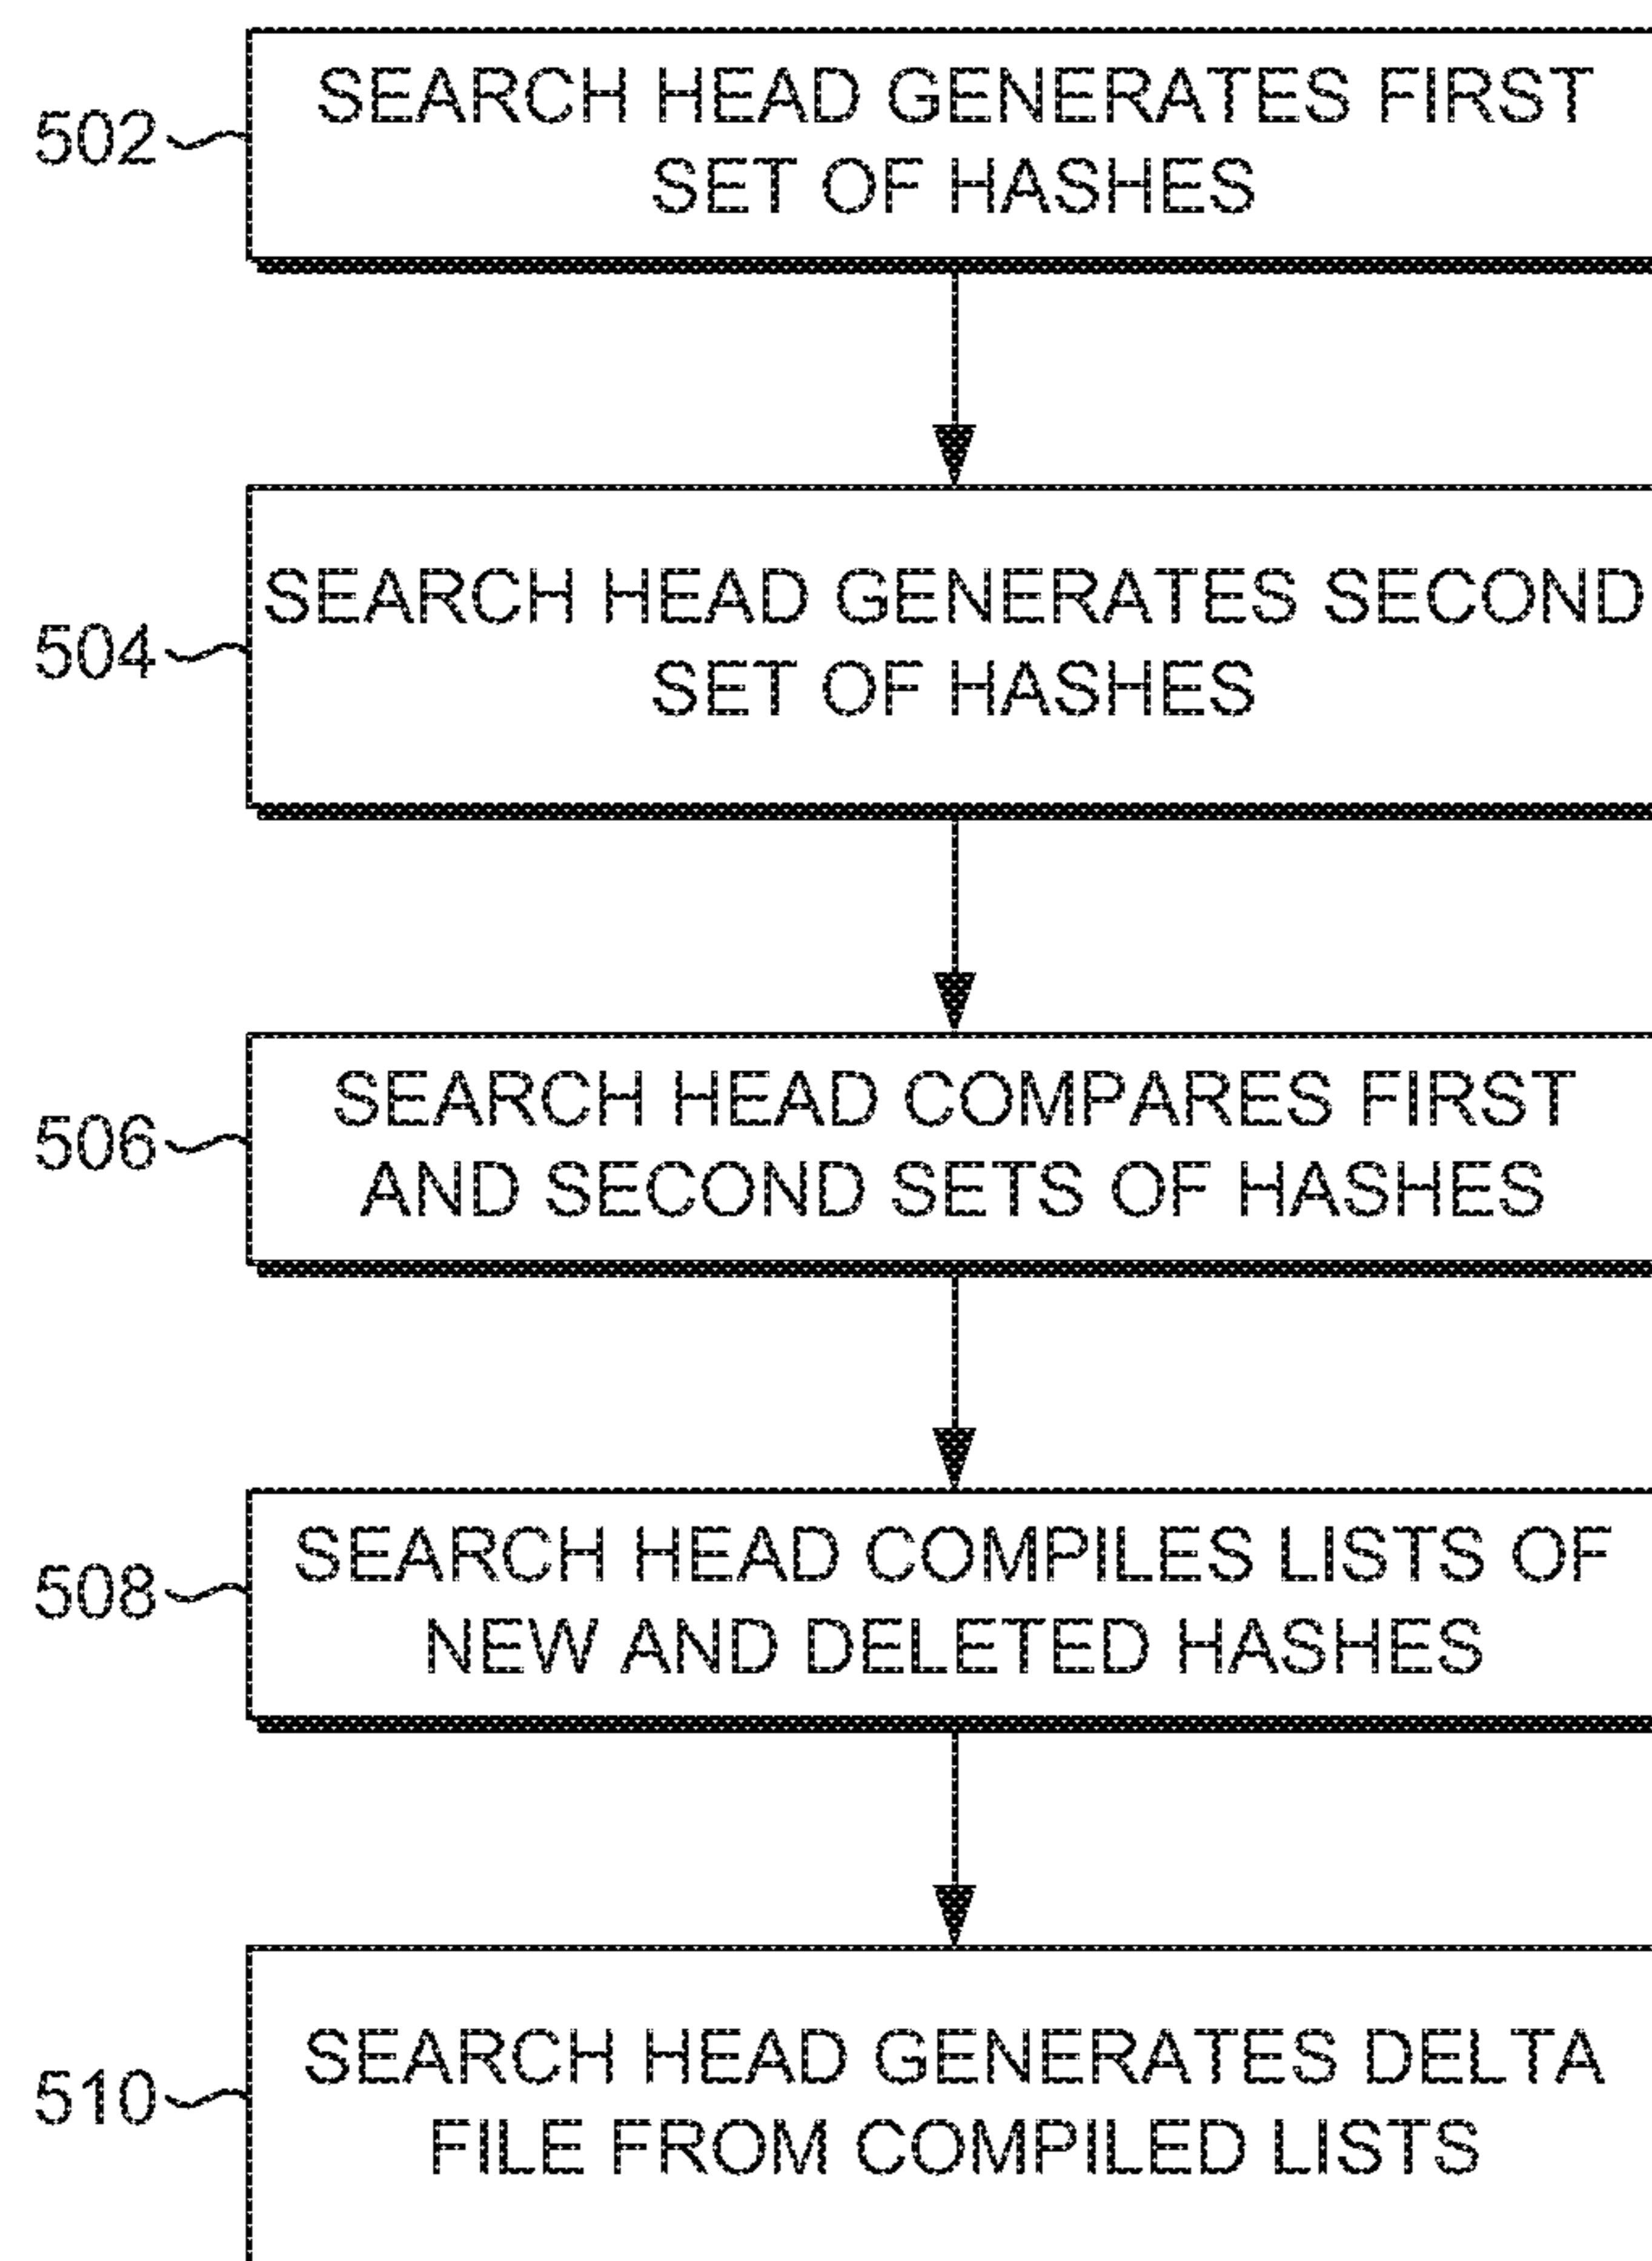 502
SEARCH HEAD GENERATES FIRST
SET OF HASHES
504
SEARCH HEAD GENERATES SECOND
SET OF HASHES
506
SEARCH HEAD COMPARES FIRST
AND SECOND SETS OF HASHES
508
SEARCH HEAD COMPILES LISTS OF
NEW AND DELETED HASHES
510
SEARCH HEAD GENERATES DELTA
FILE FROM COMPILED LISTS